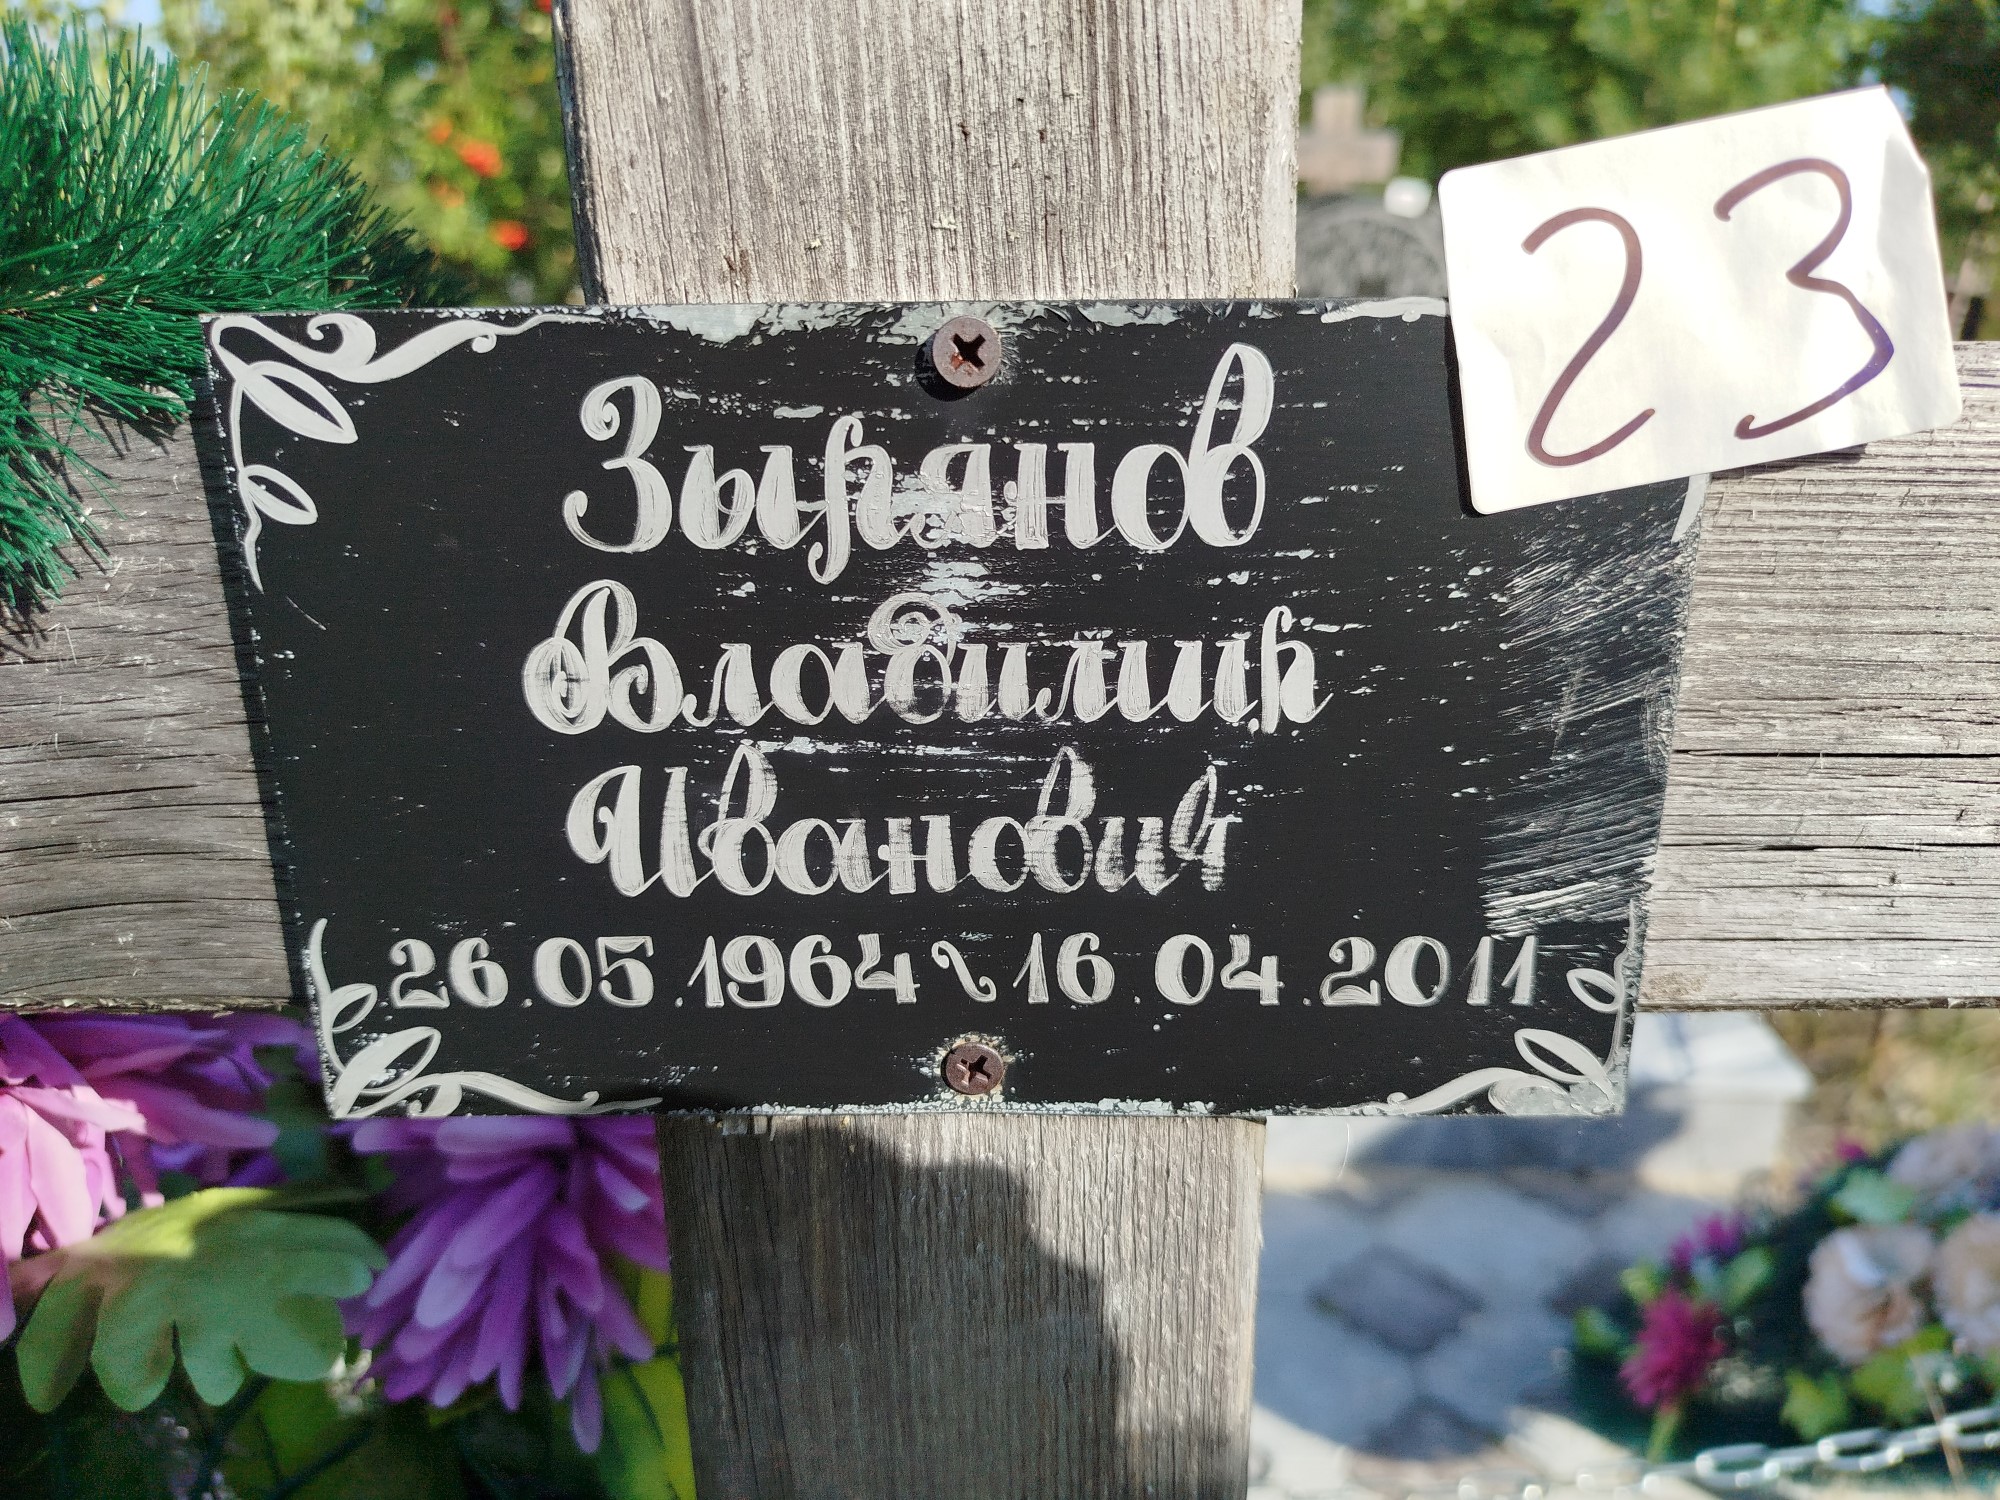 23
Зырянов
Владимир
Иванович
26.05.1964 ~ 16.04.2011